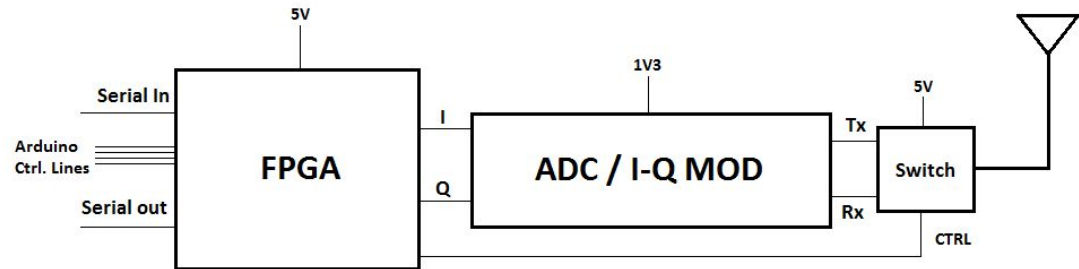 5V
Serial In
Arduino
Ctrl. Lines
Serial out
FPGA
I
Q
1V3
ADC / I-Q MOD
Tx
Rx
5V
Switch
CTRL